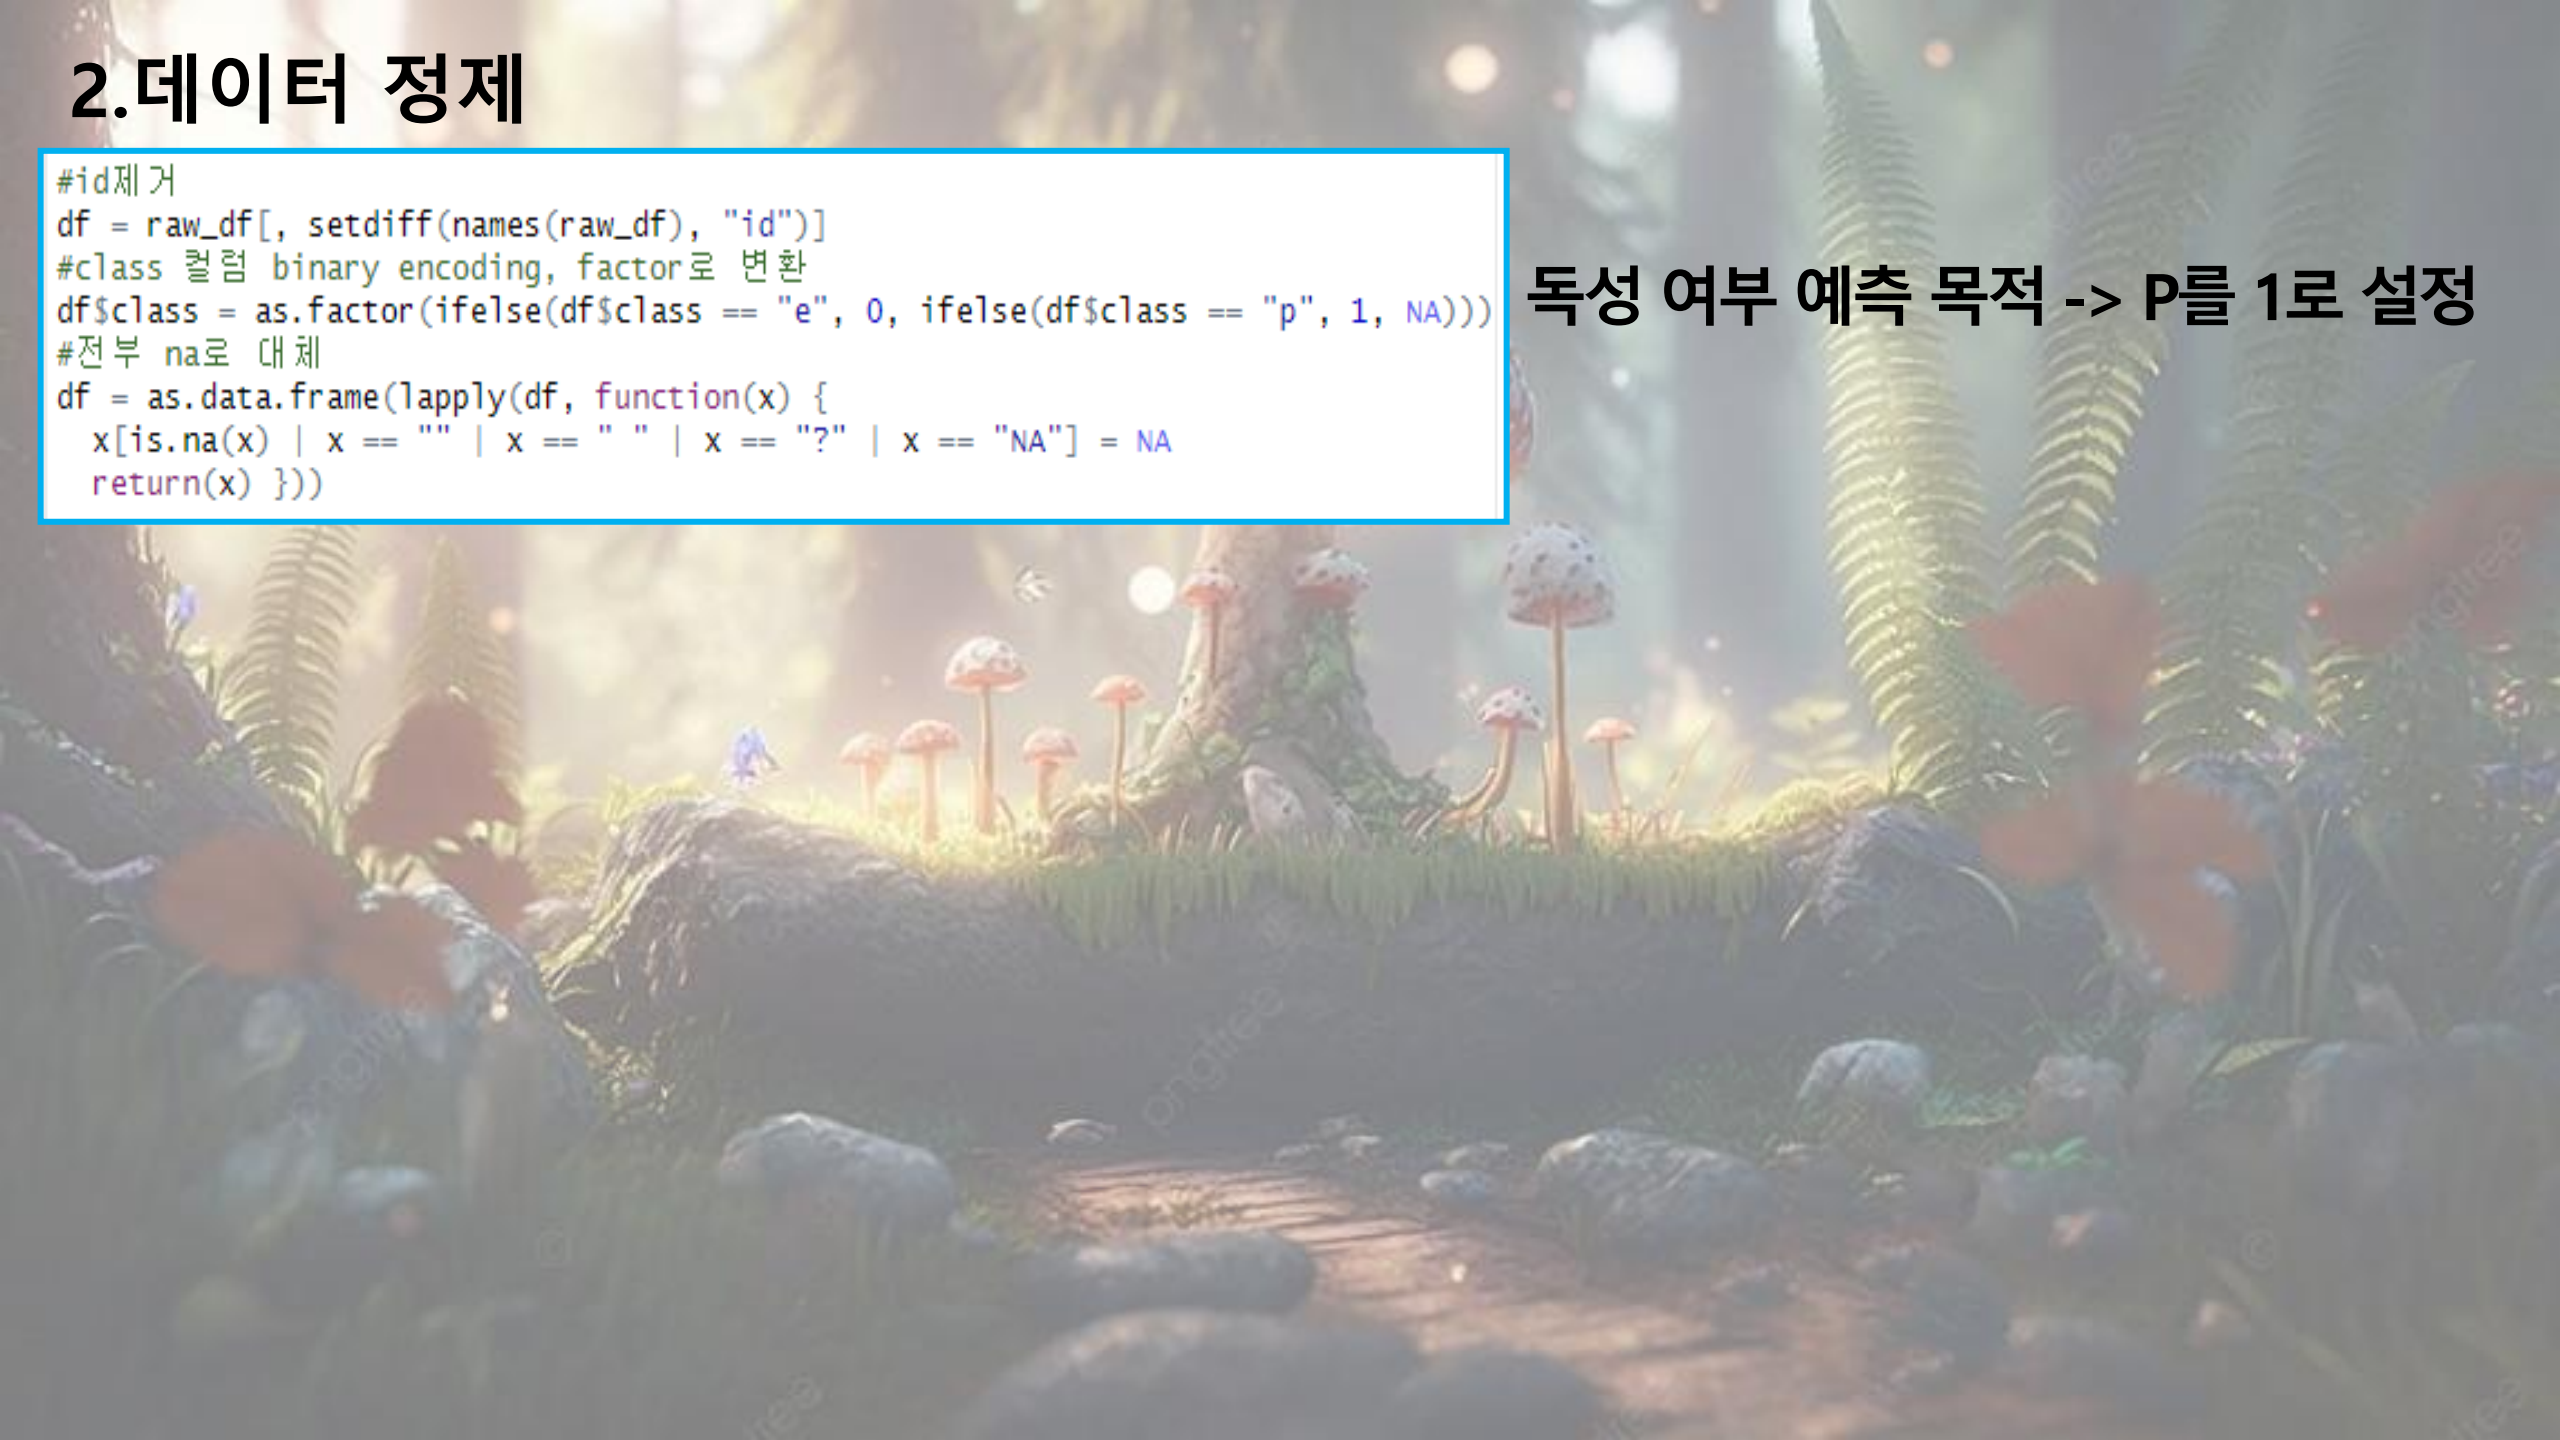 2.데이터 정제
#id제거
df = raw_df[, setdiff(names(raw_df), "id")]
#class 컬럼 binary encoding, factor로 변환
df$class = as.factor(ifelse(df$class == "e", 0, ifelse(df$class == "p", 1, NA)))
#전부 na로 대체
df = as.data.frame(lapply(df, function(x) {
  x[is.na(x) | x == "" | x == " " | x == "?" | x == "NA"] = NA
  return(x) }))
독성 여부 예측 목적 -> P를 1로 설정